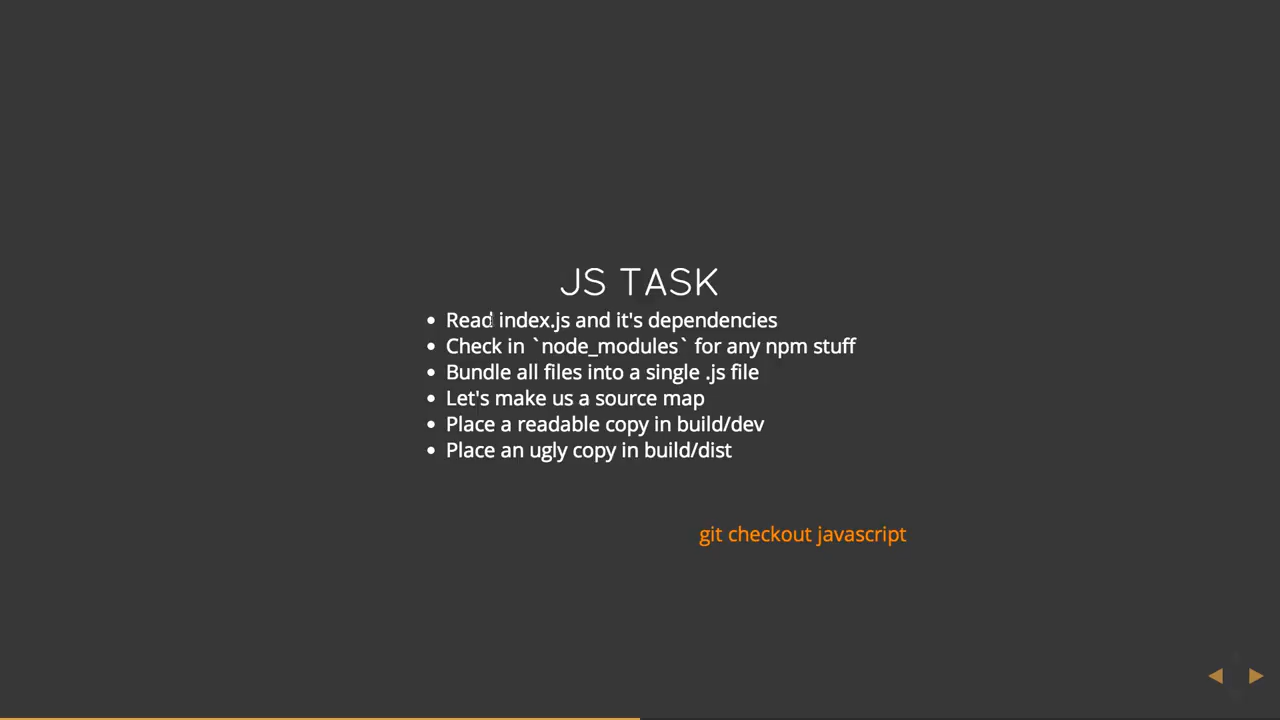 JS TASK
Read index.js and it's dependencies
Check in `node_modules` for any npm stuff
Bundle all files into a single .js file
Let's make us a source map
Place a readable copy in build/dev
Place an ugly copy in build/dist
git checkout javascript